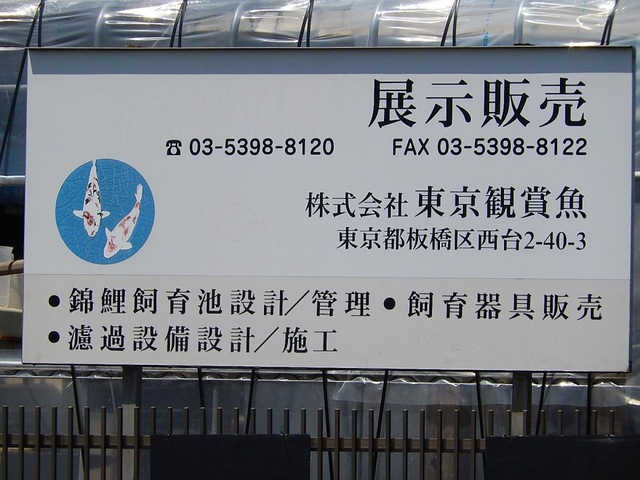 展示販売
☎ 03-5398-8120 FAX 03-5398-8122
株式会社 東京観賞魚
東京都板橋区西台2-40-3
●錦鯉飼育池設計/管理 ●飼育器具販売
●濾過設備設計/施工